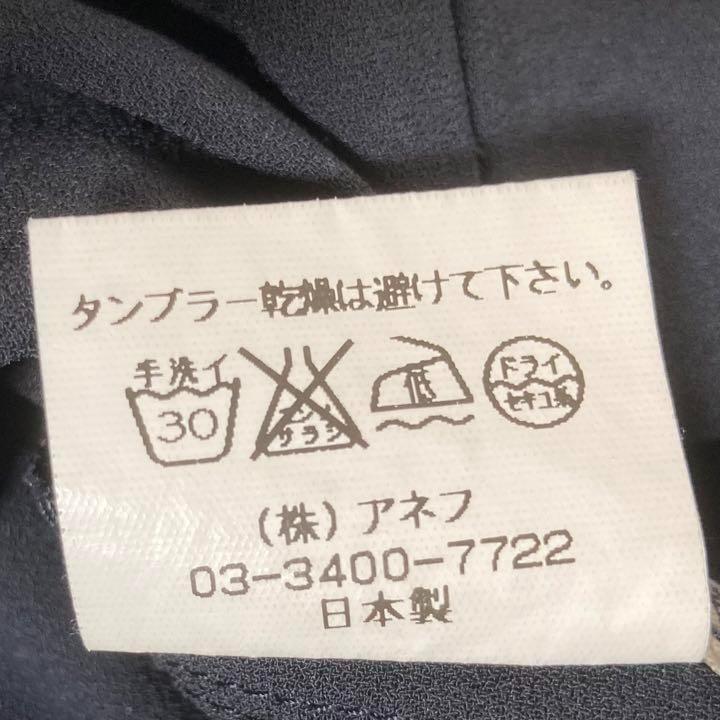 タンブラー乾燥は避けて下さい。
手洗イ
30
エンソ
サラシ
低
ドライ
セキユ系
(株)アネフ
03-3400-7722
日本製